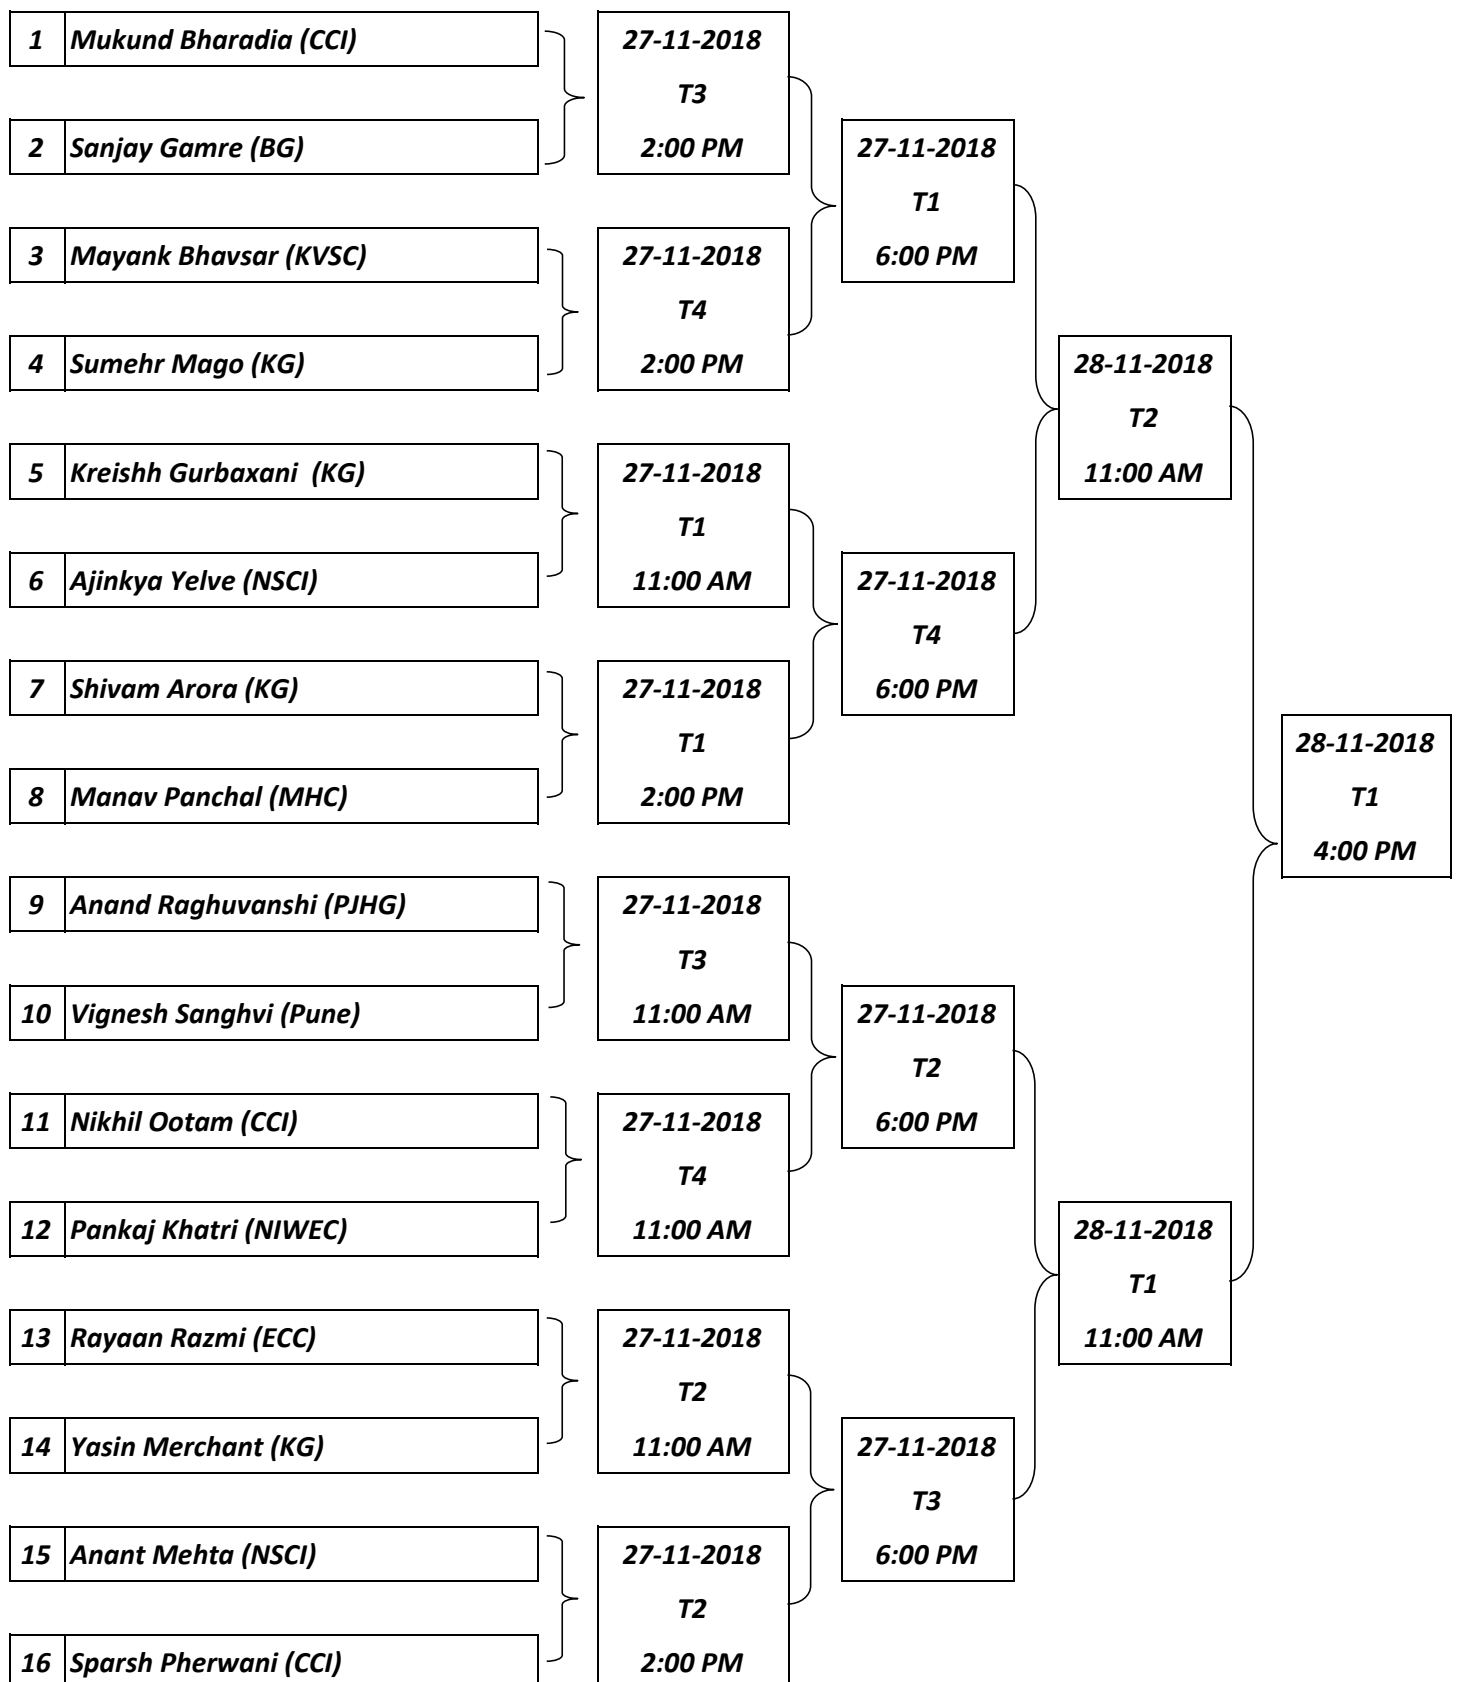 1 Mukund Bharadia (CCI) 27-11-2018
T3
2 Sanjay Gamre (BG) 2:00 PM 27-11-2018
T1
3 Mayank Bhavsar (KVSC) 27-11-2018 6:00 PM
T4
4 Sumehr Mago (KG) 2:00 PM 28-11-2018
T2
5 Kreishh Gurbaxani  (KG) 27-11-2018 11:00 AM
T1
6 Ajinkya Yelve (NSCI) 11:00 AM 27-11-2018
T4
7 Shivam Arora (KG) 27-11-2018 6:00 PM
T1 28-11-2018
8 Manav Panchal (MHC) 2:00 PM T1
4:00 PM
9 Anand Raghuvanshi (PJHG) 27-11-2018
T3
10 Vignesh Sanghvi (Pune) 11:00 AM 27-11-2018
T2
11 Nikhil Ootam (CCI) 27-11-2018 6:00 PM
T4
12 Pankaj Khatri (NIWEC) 11:00 AM 28-11-2018
T1
13 Rayaan Razmi (ECC) 27-11-2018 11:00 AM
T2
14 Yasin Merchant (KG) 11:00 AM 27-11-2018
T3
15 Anant Mehta (NSCI) 27-11-2018 6:00 PM
T2
16 Sparsh Pherwani (CCI) 2:00 PM